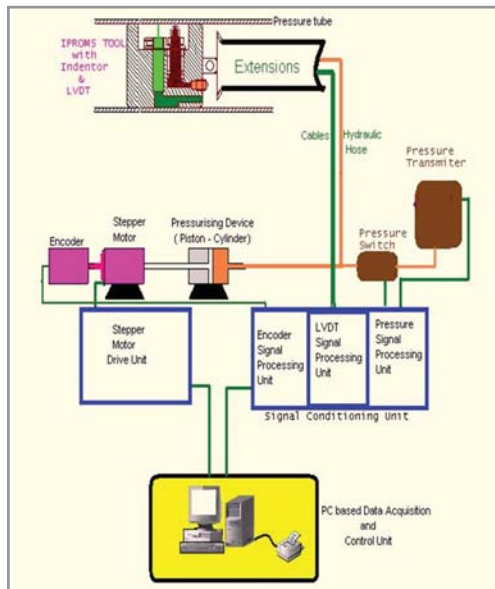 Pressure tube
IPROMS TOOL
with
Indentor
&
LVDT
Extensions
Cables
Hydraulic
Hose
Pressure
Transmiter
Pressure
Switch
Encoder
Stepper
Motor
Pressurising Device
( Piston - Cylinder)
Stepper
Motor
Drive Unit
Encoder
Signal
Processing
Unit
LVDT
Signal
Processing
Unit
Pressure
Signal
Processing
Unit
Signal Conditioning Unit
PC based Data Acquisition
and
Control Unit